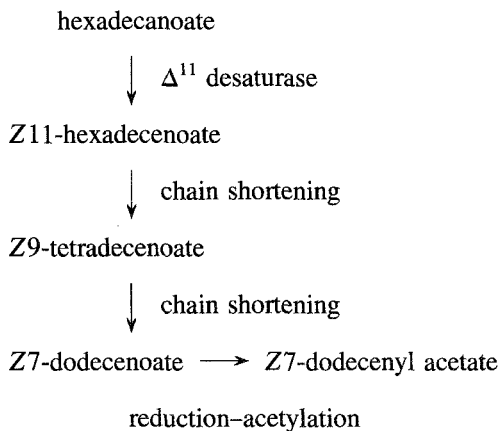 hexadecanoate
Δ¹¹ desaturase
Z11-hexadecenoate
chain shortening
Z9-tetradecenoate
chain shortening
Z7-dodecenoate → Z7-dodecenyl acetate
reduction–acetylation